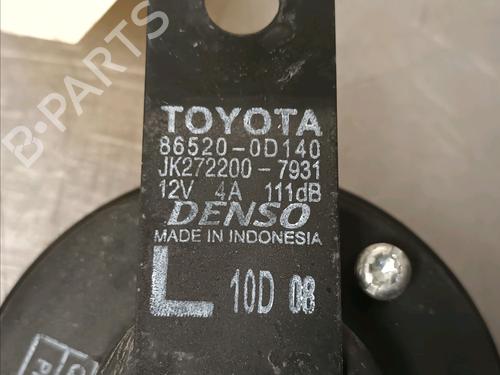 TOYOTA
86520-0D140
JK272200-7931
12V 4A 111dB
DENSO
MADE IN INDONESIA
L 10D 08
B-PARTS